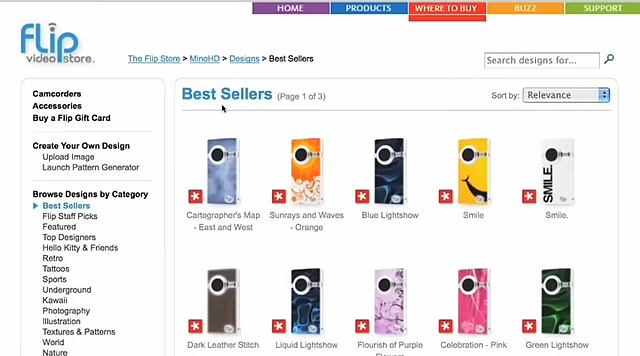 HOME
PRODUCTS
WHERE TO BUY
BUZZ
SUPPORT
flip
videostore.
The Flip Store > MinoHD > Designs > Best Sellers
Search designs for...
Camcorders
Accessories
Buy a Flip Gift Card
Create Your Own Design
Upload Image
Launch Pattern Generator
Browse Designs by Category
Best Sellers
Flip Staff Picks
Featured
Top Designers
Hello Kitty & Friends
Retro
Tattoos
Sports
Underground
Kawaii
Photography
Illustration
Textures & Patterns
World
Nature
Best Sellers (Page 1 of 3)
Sort by: Relevance
SMILE.
Cartographer's Map
- East and West
Sunrays and Waves
- Orange
Blue Lightshow
Smile
Smile.
Dark Leather Stitch
Liquid Lightshow
Flourish of Purple
Flowers
Celebration - Pink
Green Lightshow